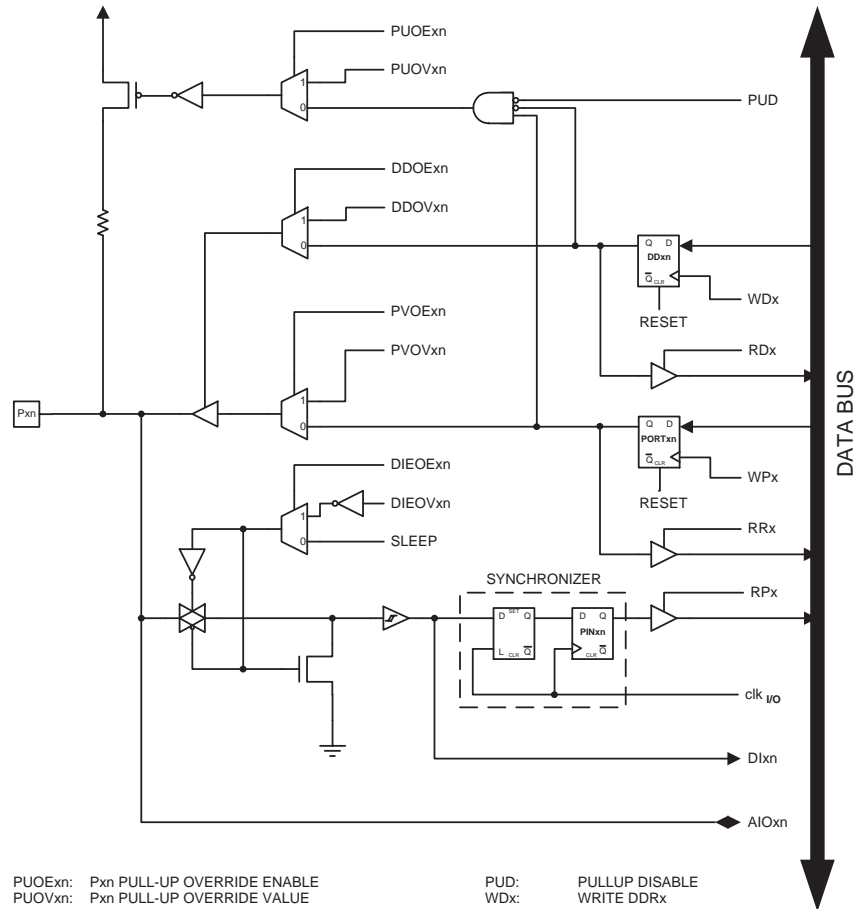 PUOExn
PUOVxn
1
0
PUD
DDOExn
DDOVxn
1
0
Q D
DDxn
Q CLR
WDx
RESET
PVOExn
PVOVxn
RDx
1
0
Pxn
Q D
PORTxn
Q CLR
WPx
RESET
DIEOExn
DIEOVxn
1
0
SLEEP
RRx
SYNCHRONIZER
RPx
D SET Q
L CLR Q
D Q
PINxn
CLR Q
clk I/O
DIxn
AIOxn
DATA BUS
PUOExn: Pxn PULL-UP OVERRIDE ENABLE
PUOVxn: Pxn PULL-UP OVERRIDE VALUE
PUD: PULLUP DISABLE
WDx: WRITE DDRx